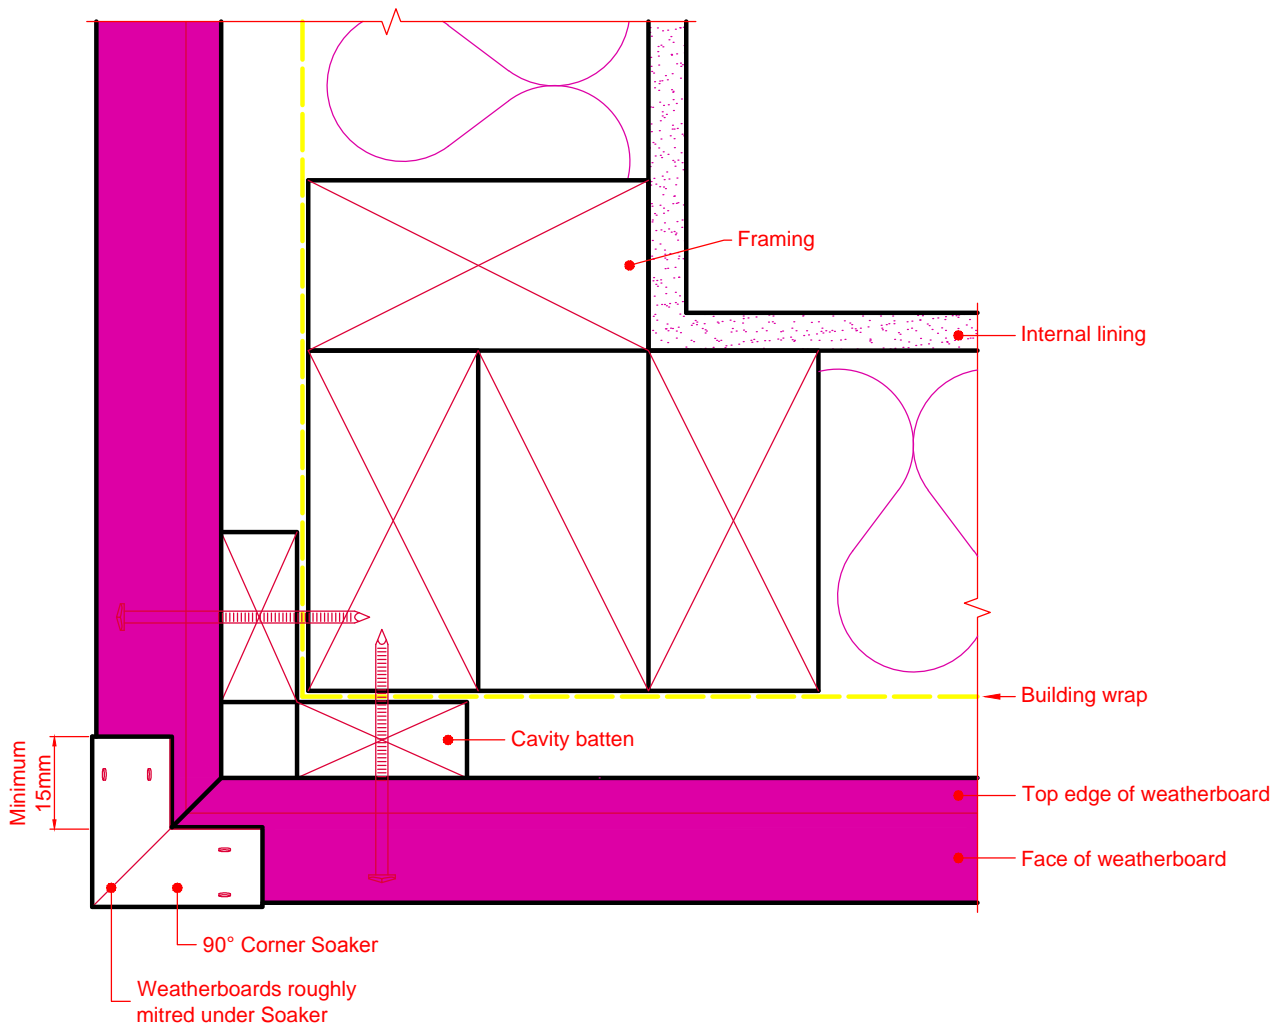 Framing
Internal lining
Building wrap
Cavity batten
Minimum
15mm
Top edge of weatherboard
Face of weatherboard
90° Corner Soaker
Weatherboards roughly
mitred under Soaker